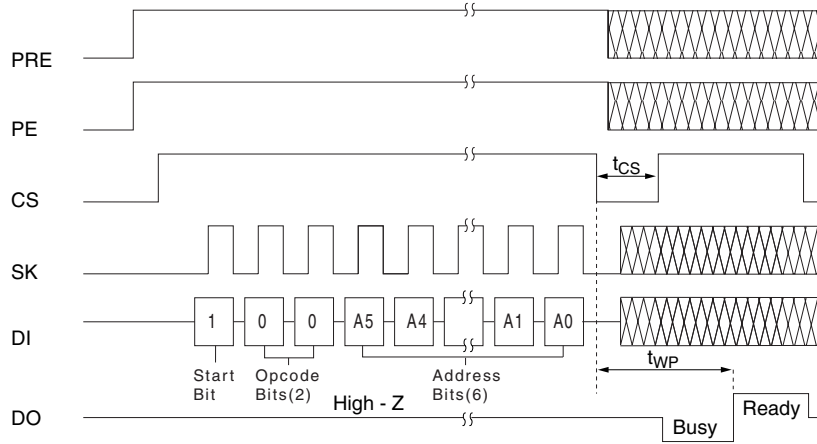 PRE
PE
CS
tCS
SK
DI
1 0 0 A5 A4 A1 A0
Start
Bit
Opcode
Bits(2)
Address
Bits(6)
tWP
DO
High - Z
Busy
Ready